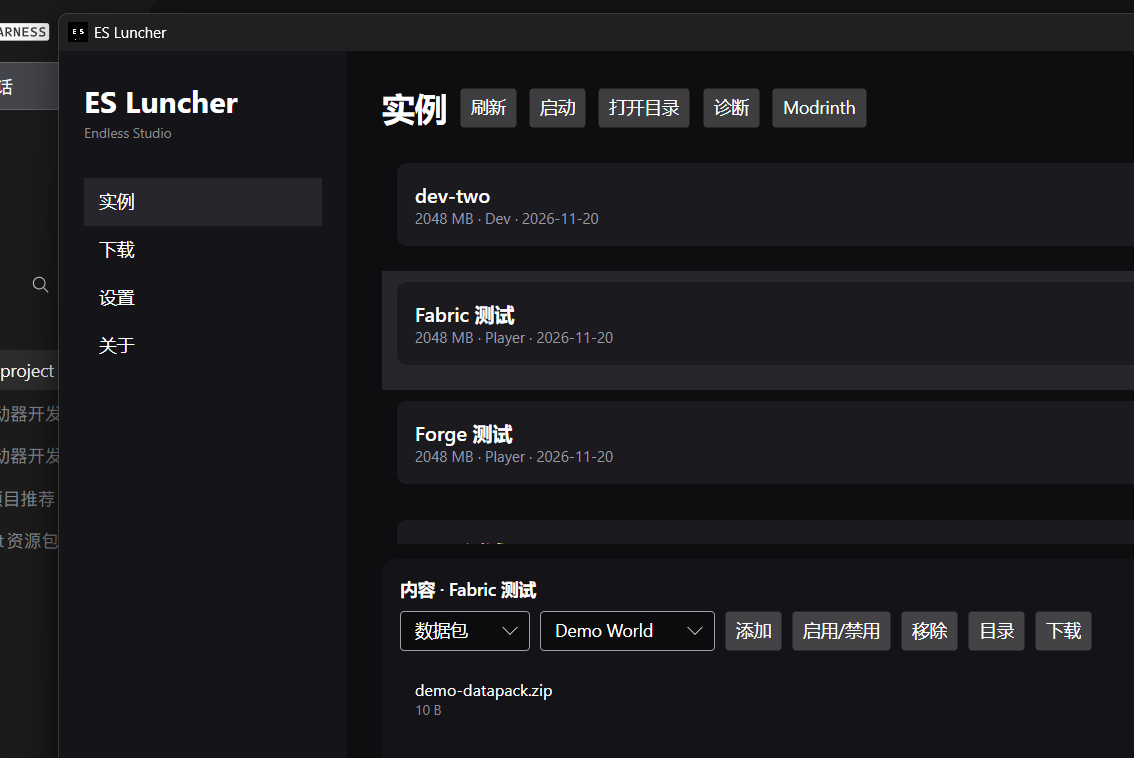 ARNESS
ES
ES Luncher
话
project
动器开发
动器开发
项目推荐
t 资源包
ES Luncher
Endless Studio
实例
下载
设置
关于
实例 刷新 启动 打开目录 诊断 Modrinth
dev-two
2048 MB · Dev · 2026-11-20
Fabric 测试
2048 MB · Player · 2026-11-20
Forge 测试
2048 MB · Player · 2026-11-20
内容 · Fabric 测试
数据包 Demo World 添加 启用/禁用 移除 目录 下载
demo-datapack.zip
10 B